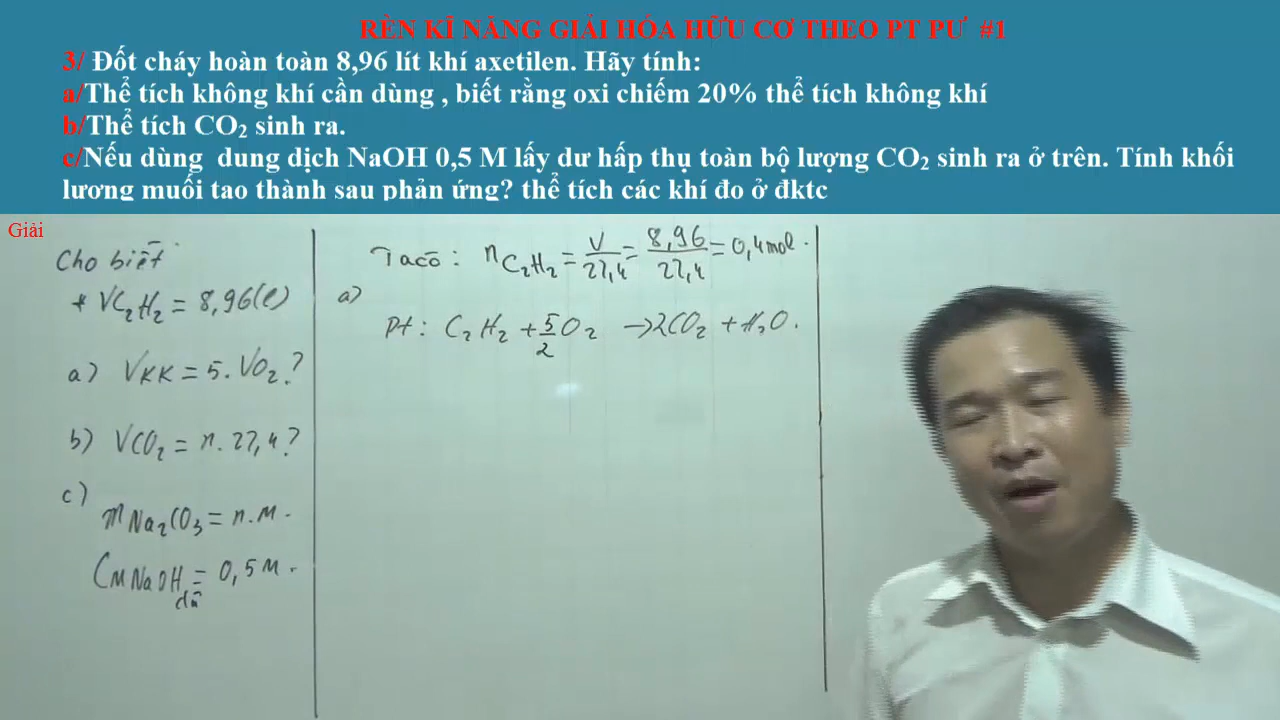 RÈN KĨ NĂNG GIẢI HÓA HỮU CƠ THEO PT PƯ #1
3/ Đốt cháy hoàn toàn 8,96 lít khí axetilen. Hãy tính:
a/Thể tích không khí cần dùng , biết rằng oxi chiếm 20% thể tích không khí
b/Thể tích CO₂ sinh ra.
c/Nếu dùng dung dịch NaOH 0,5 M lấy dư hấp thụ toàn bộ lượng CO₂ sinh ra ở trên. Tính khối
lượng muối tạo thành sau phản ứng? thể tích các khí đo ở đktc
Giải
Cho biết
* VC₂H₂ = 8,96(l)
a) VKK = 5.VO₂?
b) VCO₂ = n.22,4?
c)
mNa₂CO₃ = n.M.
CMNaOH = 0,5M.
dư
Ta có : nC₂H₂ = V/22,4 = 8,96/22,4 = 0,4mol.
a)
Pt : C₂H₂ + 5/2O₂ → 2CO₂ + H₂O.